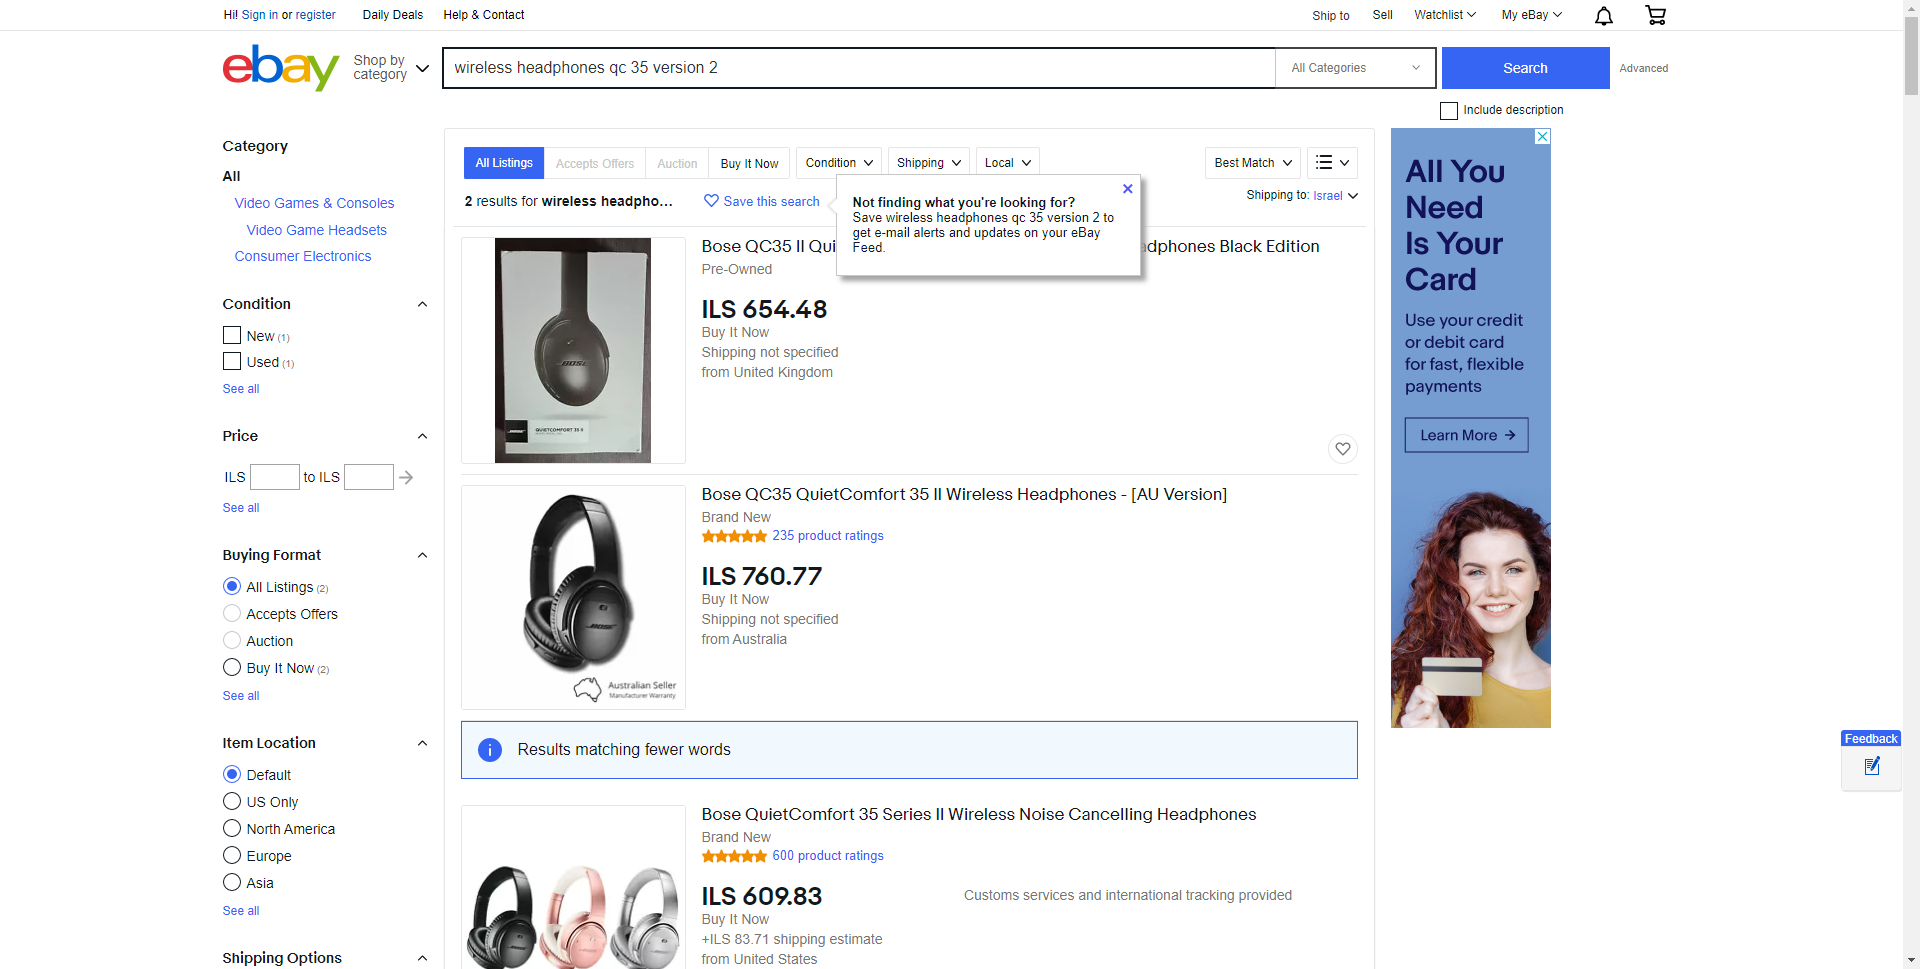 Hi! Sign in or register
Daily Deals
Help & Contact
Ship to
Sell
Watchlist
My eBay
ebay
Shop by
category
wireless headphones qc 35 version 2
All Categories
Search
Advanced
Include description
Category
All
Video Games & Consoles
Video Game Headsets
Consumer Electronics
Condition
New (1)
Used (1)
See all
Price
ILS
to ILS
See all
Buying Format
All Listings (2)
Accepts Offers
Auction
Buy It Now (2)
See all
Item Location
Default
US Only
North America
Europe
Asia
See all
Shipping Options
All Listings
Accepts Offers
Auction
Buy It Now
Condition
Shipping
Local
Best Match
2 results for wireless headpho...
Save this search
Shipping to: Israel
Not finding what you're looking for?
Save wireless headphones qc 35 version 2 to
get e-mail alerts and updates on your eBay
Feed.
BOSE
QUIETCOMFORT 35 II
Bose QC35 II Qui
adphones Black Edition
Pre-Owned
ILS 654.48
Buy It Now
Shipping not specified
from United Kingdom
BOSE
Australian Seller
Manufacturer Warranty
Bose QC35 QuietComfort 35 II Wireless Headphones - [AU Version]
Brand New
235 product ratings
ILS 760.77
Buy It Now
Shipping not specified
from Australia
Results matching fewer words
Bose QuietComfort 35 Series II Wireless Noise Cancelling Headphones
Brand New
600 product ratings
ILS 609.83
Buy It Now
+ILS 83.71 shipping estimate
from United States
Customs services and international tracking provided
All You
Need
Is Your
Card
Use your credit
or debit card
for fast, flexible
payments
Learn More
Feedback